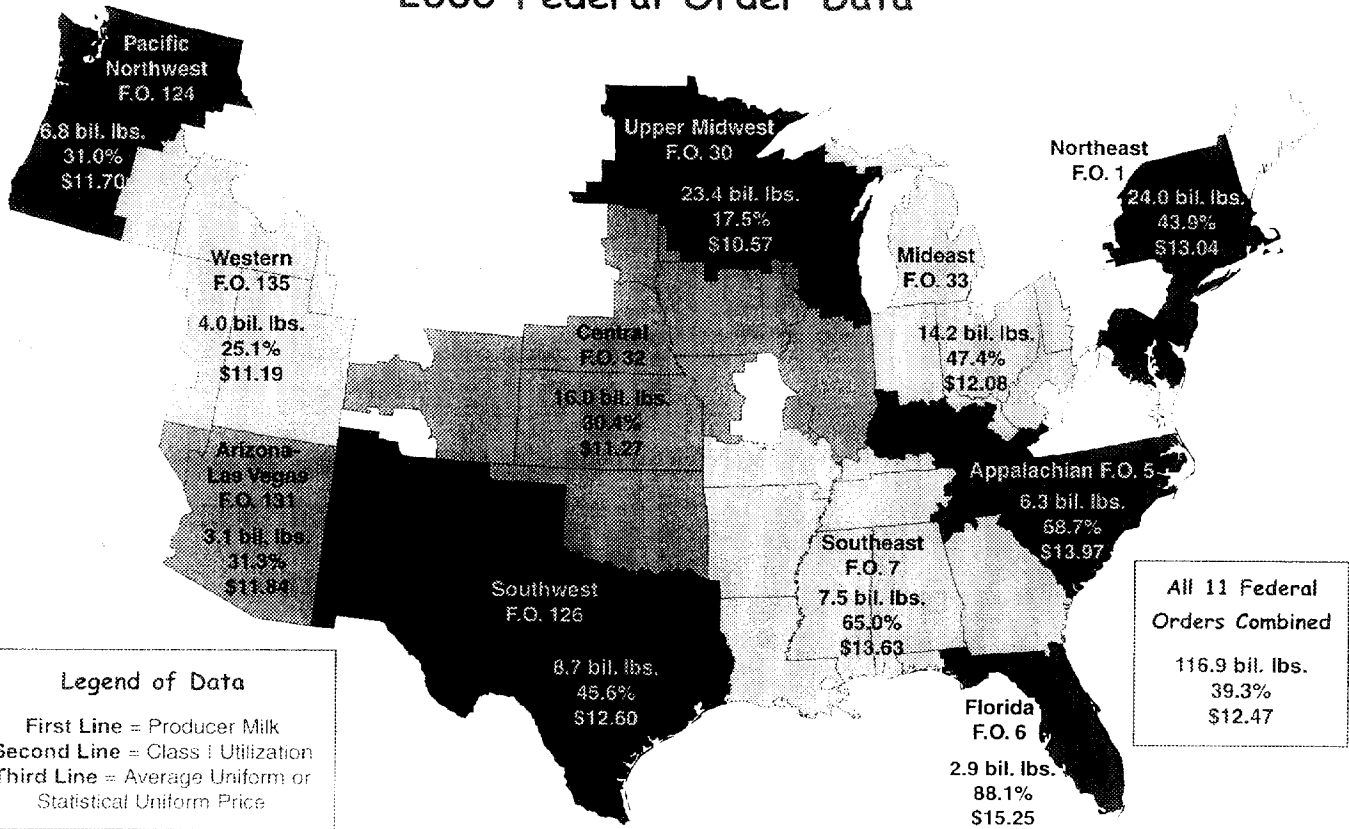 2000 Federal Order Data
Pacific
Northwest
F.O. 124
6.8 bil. lbs.
31.0%
$11.70
Upper Midwest
F.O. 30
23.4 bil. lbs.
17.5%
$10.57
Northeast
F.O. 1
24.0 bil. lbs.
43.9%
$13.04
Western
F.O. 135
4.0 bil. lbs.
25.1%
$11.19
Mideast
F.O. 33
14.2 bil. lbs.
47.4%
$12.08
Central
F.O. 32
16.0 bil. lbs.
30.4%
$11.27
Arizona-
Las Vegas
F.O. 131
3.1 bil. lbs.
31.3%
$11.84
Appalachian F.O. 5
6.3 bil. lbs.
68.7%
$13.97
Southeast
F.O. 7
7.5 bil. lbs.
65.0%
$13.63
Southwest
F.O. 126
8.7 bil. lbs.
45.6%
$12.60
Florida
F.O. 6
2.9 bil. lbs.
88.1%
$15.25
All 11 Federal
Orders Combined
116.9 bil. lbs.
39.3%
$12.47
Legend of Data
First Line = Producer Milk
Second Line = Class I Utilization
Third Line = Average Uniform or
Statistical Uniform Price